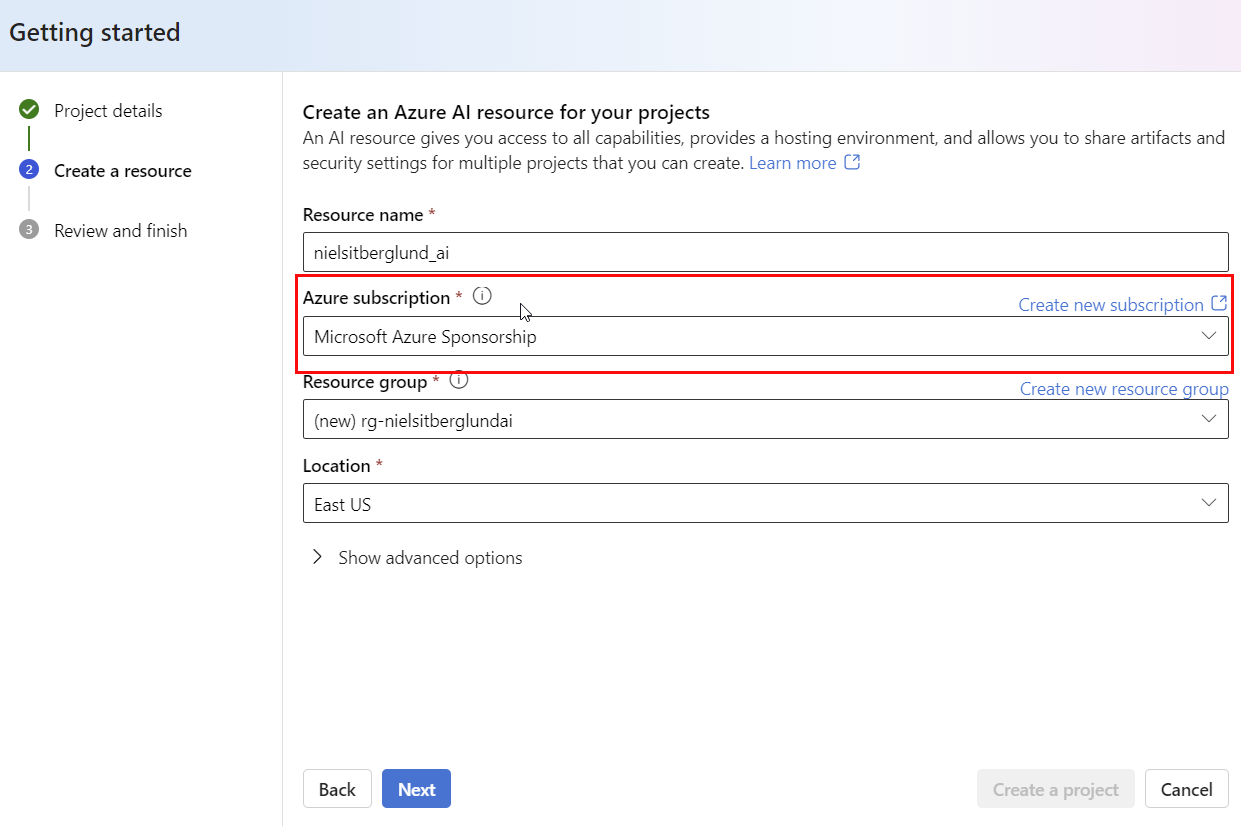 Getting started
Project details
2
Create a resource
3
Review and finish
Create an Azure AI resource for your projects
An AI resource gives you access to all capabilities, provides a hosting environment, and allows you to share artifacts and
security settings for multiple projects that you can create. Learn more
Resource name *
nielsitberglund_ai
Azure subscription *
Create new subscription
Microsoft Azure Sponsorship
Resource group *
Create new resource group
(new) rg-nielsitberglundai
Location *
East US
Show advanced options
Back
Next
Create a project
Cancel